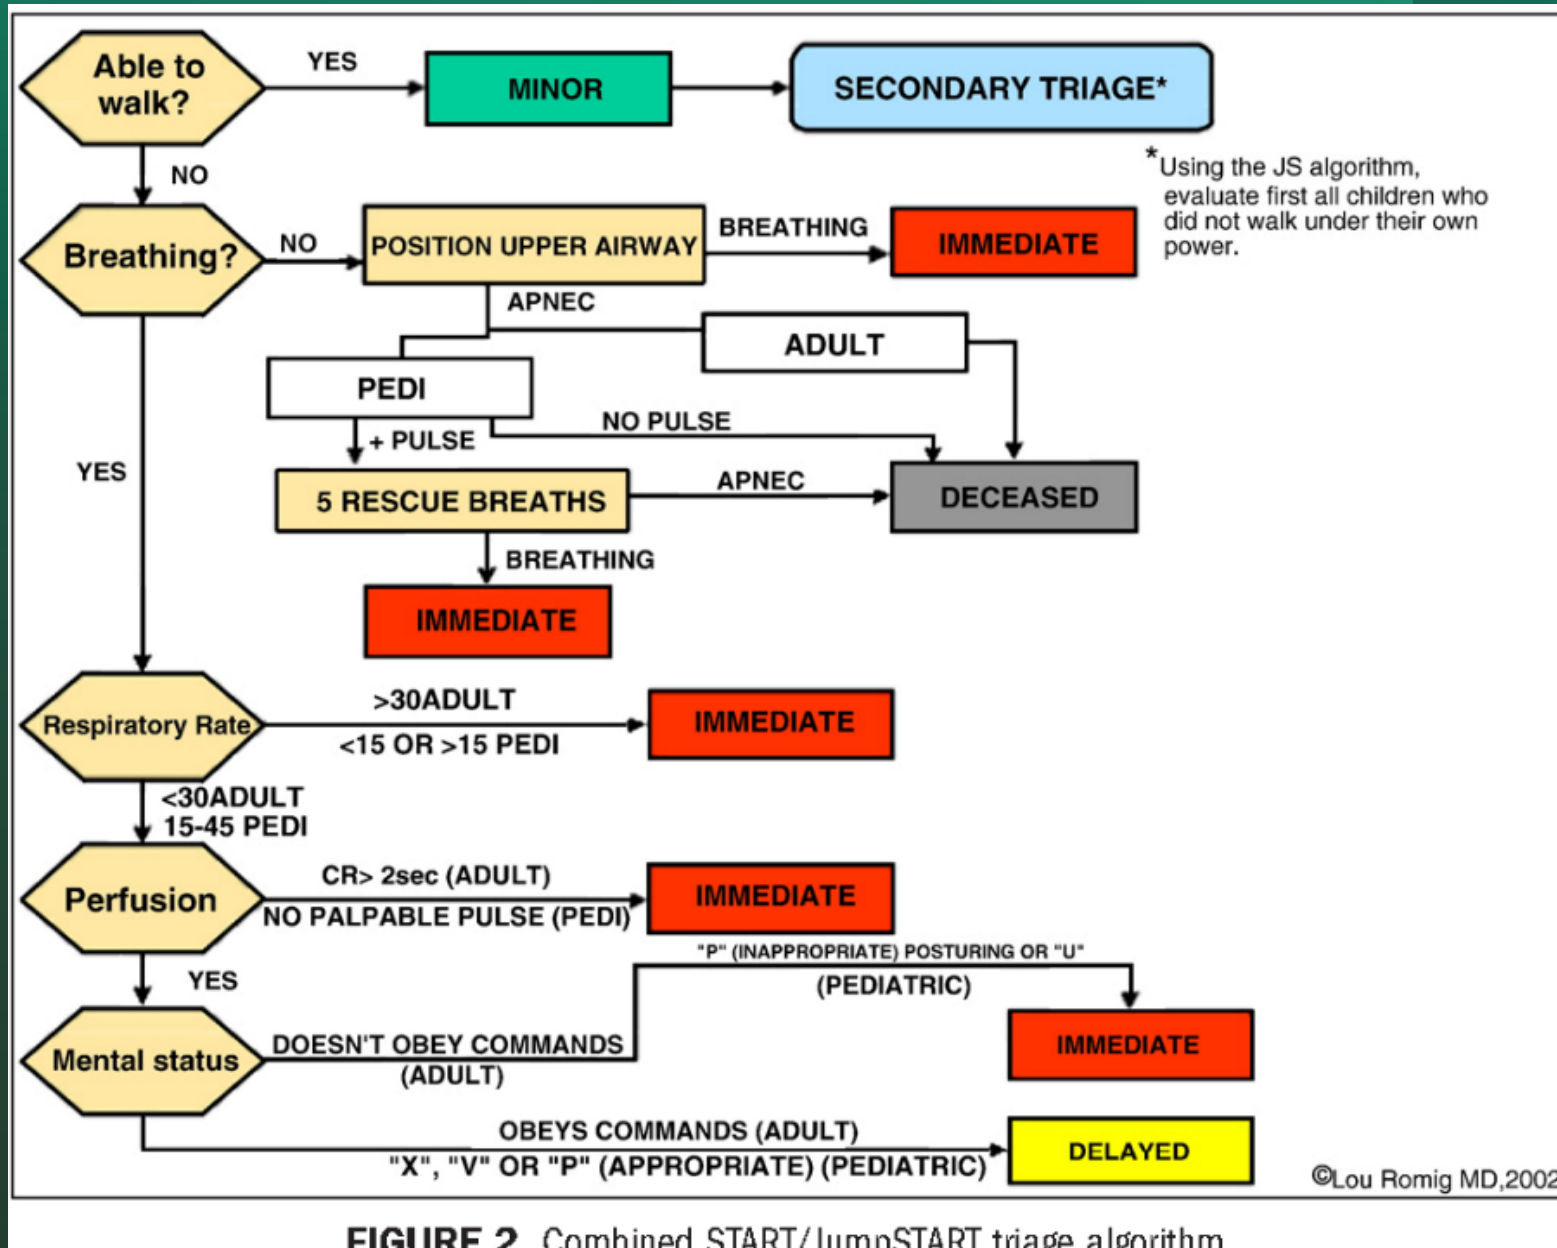 Able to
walk?
YES
MINOR
SECONDARY TRIAGE*
NO
*Using the JS algorithm,
evaluate first all children who
did not walk under their own
power.
Breathing?
NO
POSITION UPPER AIRWAY
BREATHING
IMMEDIATE
APNEC
ADULT
PEDI
NO PULSE
+ PULSE
YES
5 RESCUE BREATHS
APNEC
DECEASED
BREATHING
IMMEDIATE
Respiratory Rate
>30ADULT
<15 OR >15 PEDI
IMMEDIATE
<30ADULT
15-45 PEDI
Perfusion
CR> 2sec (ADULT)
NO PALPABLE PULSE (PEDI)
IMMEDIATE
"P" (INAPPROPRIATE) POSTURING OR "U"
(PEDIATRIC)
YES
Mental status
DOESN'T OBEY COMMANDS
(ADULT)
IMMEDIATE
OBEYS COMMANDS (ADULT)
"X", "V" OR "P" (APPROPRIATE) (PEDIATRIC)
DELAYED
©Lou Romig MD,2002
FIGURE 2 Combined START/JumpSTART triage algorithm